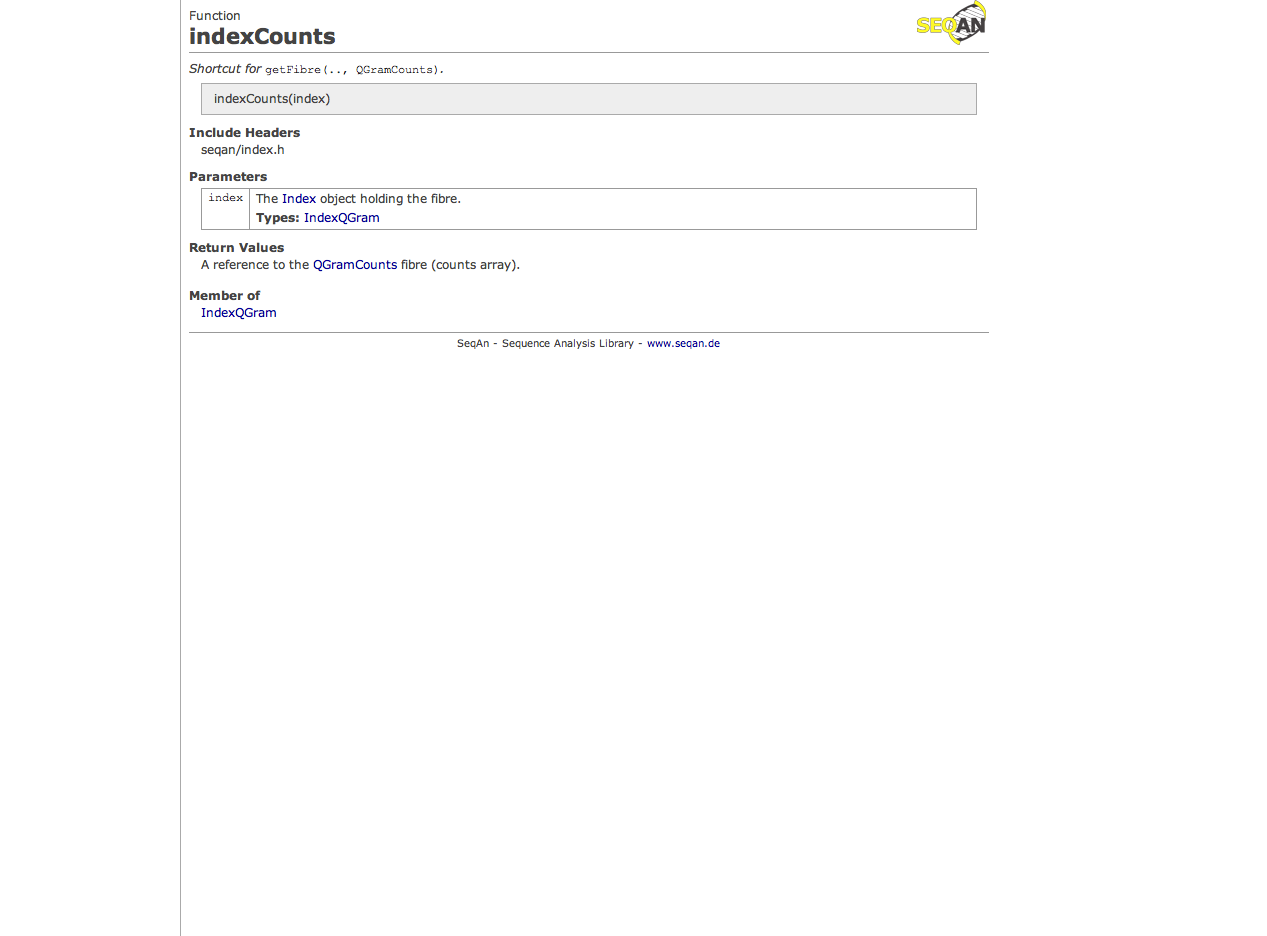 Function
indexCounts
SEQAN
Shortcut for getFibre(.., QGramCounts).
indexCounts(index)
Include Headers
seqan/index.h
Parameters
index The Index object holding the fibre.
Types: IndexQGram
Return Values
A reference to the QGramCounts fibre (counts array).
Member of
IndexQGram
SeqAn - Sequence Analysis Library - www.seqan.de